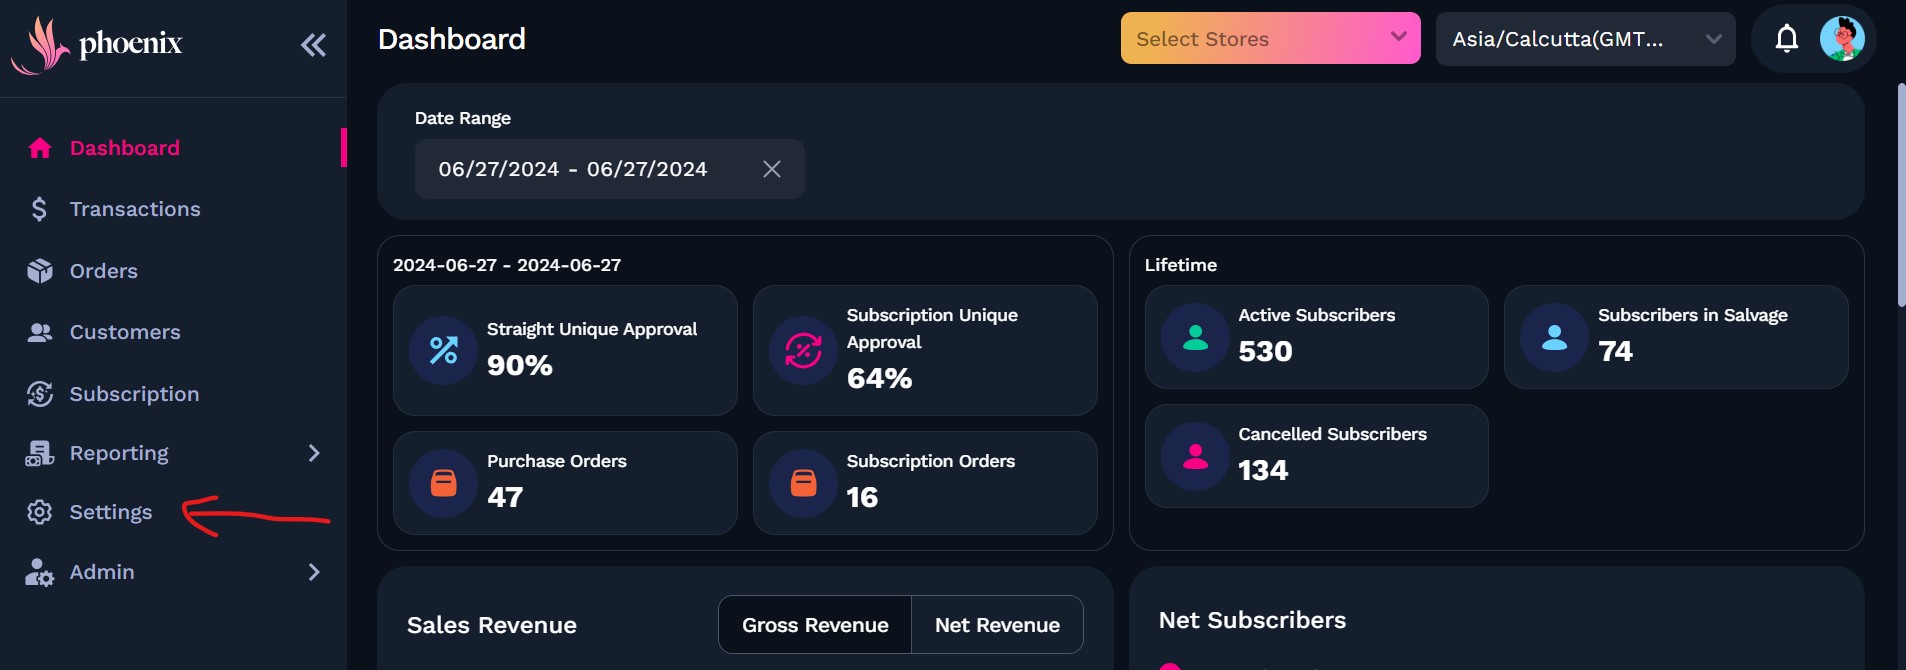 phoenix
Dashboard
Select Stores
Asia/Calcutta(GMT...
Dashboard
Transactions
Orders
Customers
Subscription
Reporting
Settings
Admin
Date Range
06/27/2024 - 06/27/2024
2024-06-27 - 2024-06-27
Straight Unique Approval
90%
Subscription Unique
Approval
64%
Purchase Orders
47
Subscription Orders
16
Lifetime
Active Subscribers
530
Subscribers in Salvage
74
Cancelled Subscribers
134
Sales Revenue
Gross Revenue
Net Revenue
Net Subscribers